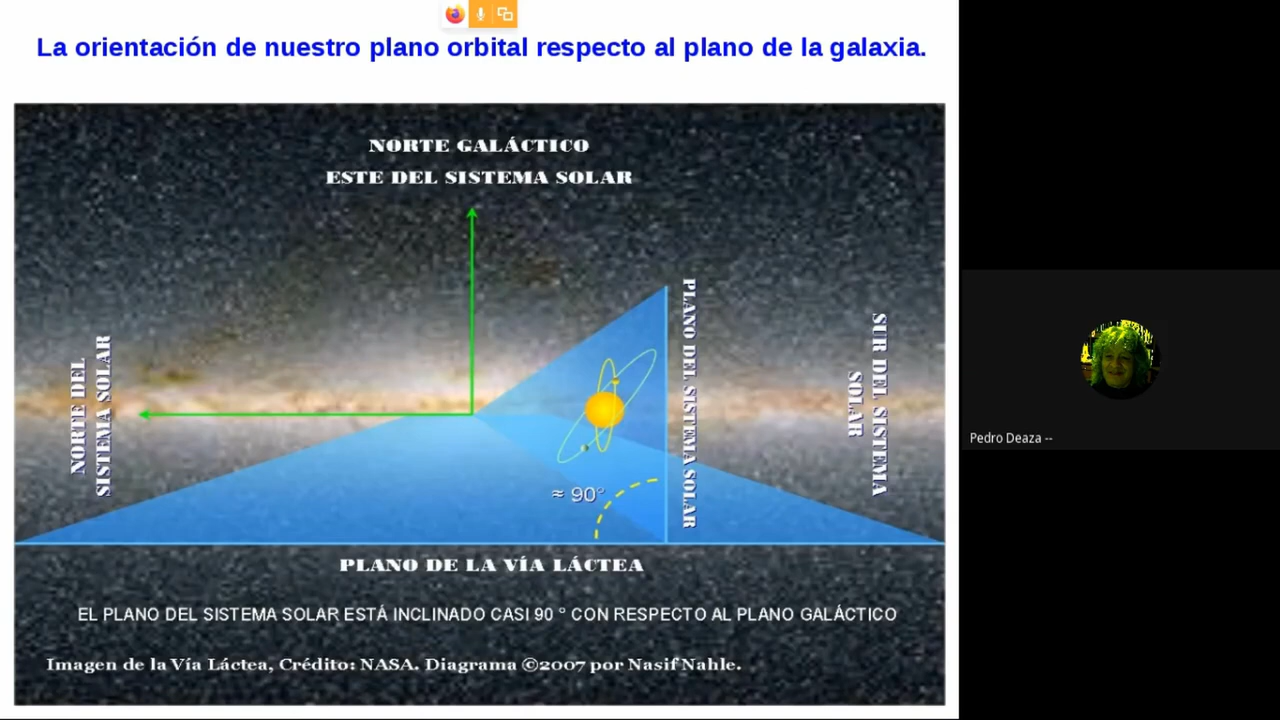 La orientación de nuestro plano orbital respecto al plano de la galaxia.
NORTE GALÁCTICO
ESTE DEL SISTEMA SOLAR
NORTE DEL
SISTEMA SOLAR
PLANO DEL SISTEMA SOLAR
SUR DEL SISTEMA
SOLAR
≈ 90°
PLANO DE LA VÍA LÁCTEA
EL PLANO DEL SISTEMA SOLAR ESTÁ INCLINADO CASI 90 ° CON RESPECTO AL PLANO GALÁCTICO
Imagen de la Vía Láctea, Crédito: NASA. Diagrama ©2007 por Nasif Nahle.
Pedro Deaza --